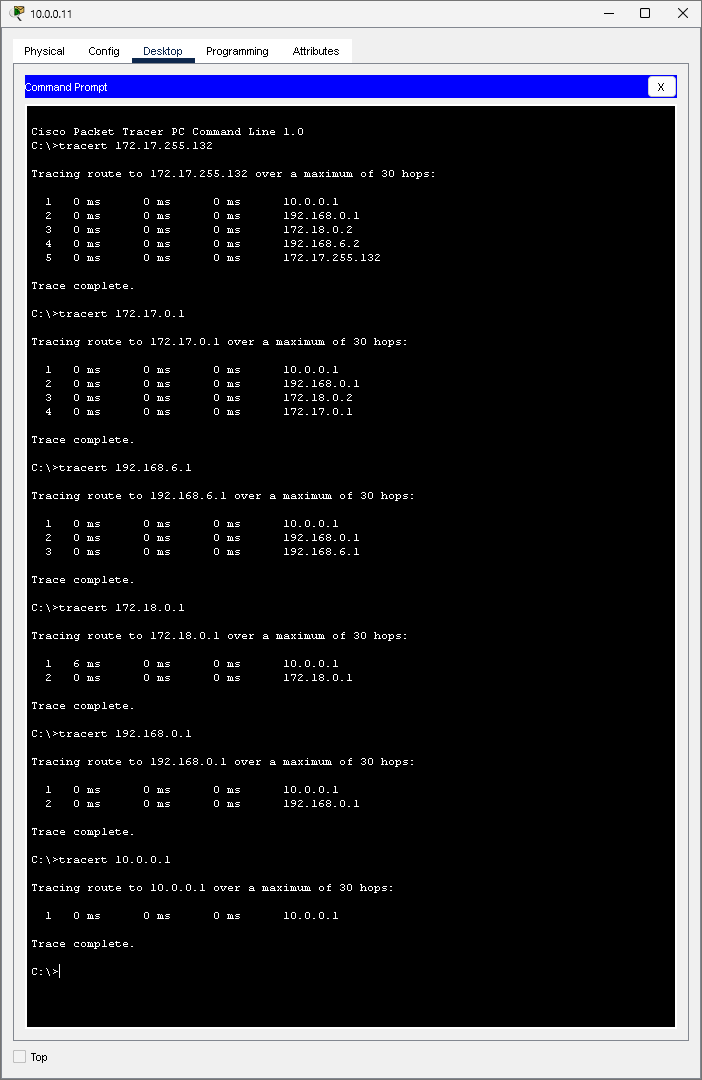 10.0.0.11
Physical Config Desktop Programming Attributes
Command Prompt X
Cisco Packet Tracer PC Command Line 1.0
C:\>tracert 172.17.255.132
Tracing route to 172.17.255.132 over a maximum of 30 hops:
1 0 ms 0 ms 0 ms 10.0.0.1
2 0 ms 0 ms 0 ms 192.168.0.1
3 0 ms 0 ms 0 ms 172.18.0.2
4 0 ms 0 ms 0 ms 192.168.6.2
5 0 ms 0 ms 0 ms 172.17.255.132
Trace complete.
C:\>tracert 172.17.0.1
Tracing route to 172.17.0.1 over a maximum of 30 hops:
1 0 ms 0 ms 0 ms 10.0.0.1
2 0 ms 0 ms 0 ms 192.168.0.1
3 0 ms 0 ms 0 ms 172.18.0.2
4 0 ms 0 ms 0 ms 172.17.0.1
Trace complete.
C:\>tracert 192.168.6.1
Tracing route to 192.168.6.1 over a maximum of 30 hops:
1 0 ms 0 ms 0 ms 10.0.0.1
2 0 ms 0 ms 0 ms 192.168.0.1
3 0 ms 0 ms 0 ms 192.168.6.1
Trace complete.
C:\>tracert 172.18.0.1
Tracing route to 172.18.0.1 over a maximum of 30 hops:
1 6 ms 0 ms 0 ms 10.0.0.1
2 0 ms 0 ms 0 ms 172.18.0.1
Trace complete.
C:\>tracert 192.168.0.1
Tracing route to 192.168.0.1 over a maximum of 30 hops:
1 0 ms 0 ms 0 ms 10.0.0.1
2 0 ms 0 ms 0 ms 192.168.0.1
Trace complete.
C:\>tracert 10.0.0.1
Tracing route to 10.0.0.1 over a maximum of 30 hops:
1 0 ms 0 ms 0 ms 10.0.0.1
Trace complete.
C:\>
Top